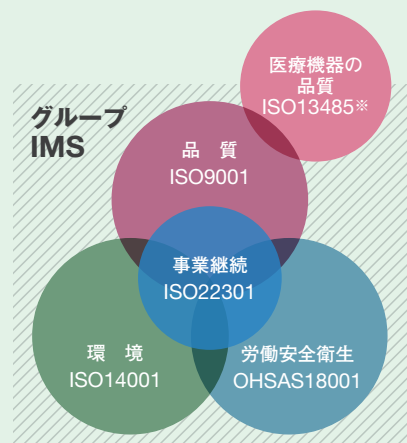 医療機器の
品質
ISO13485※
グループ
IMS
品　質
ISO9001
事業継続
ISO22301
環　境
ISO14001
労働安全衛生
OHSAS18001